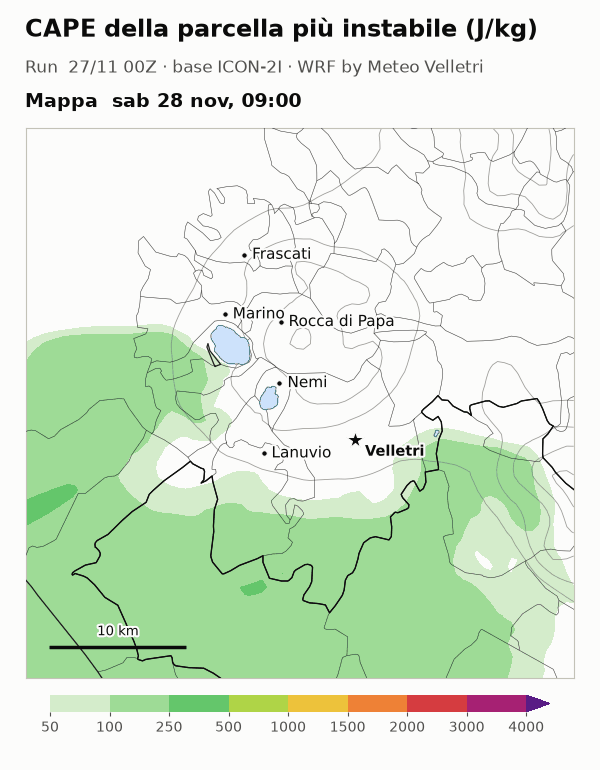 CAPE della parcella più instabile (J/kg)
Run  27/11 00Z · base ICON-2I · WRF by Meteo Velletri
Mappa  sab 28 nov, 09:00
Frascati
Marino
Rocca di Papa
Nemi
Velletri
Lanuvio
10 km
50 100 250 500 1000 1500 2000 3000 4000